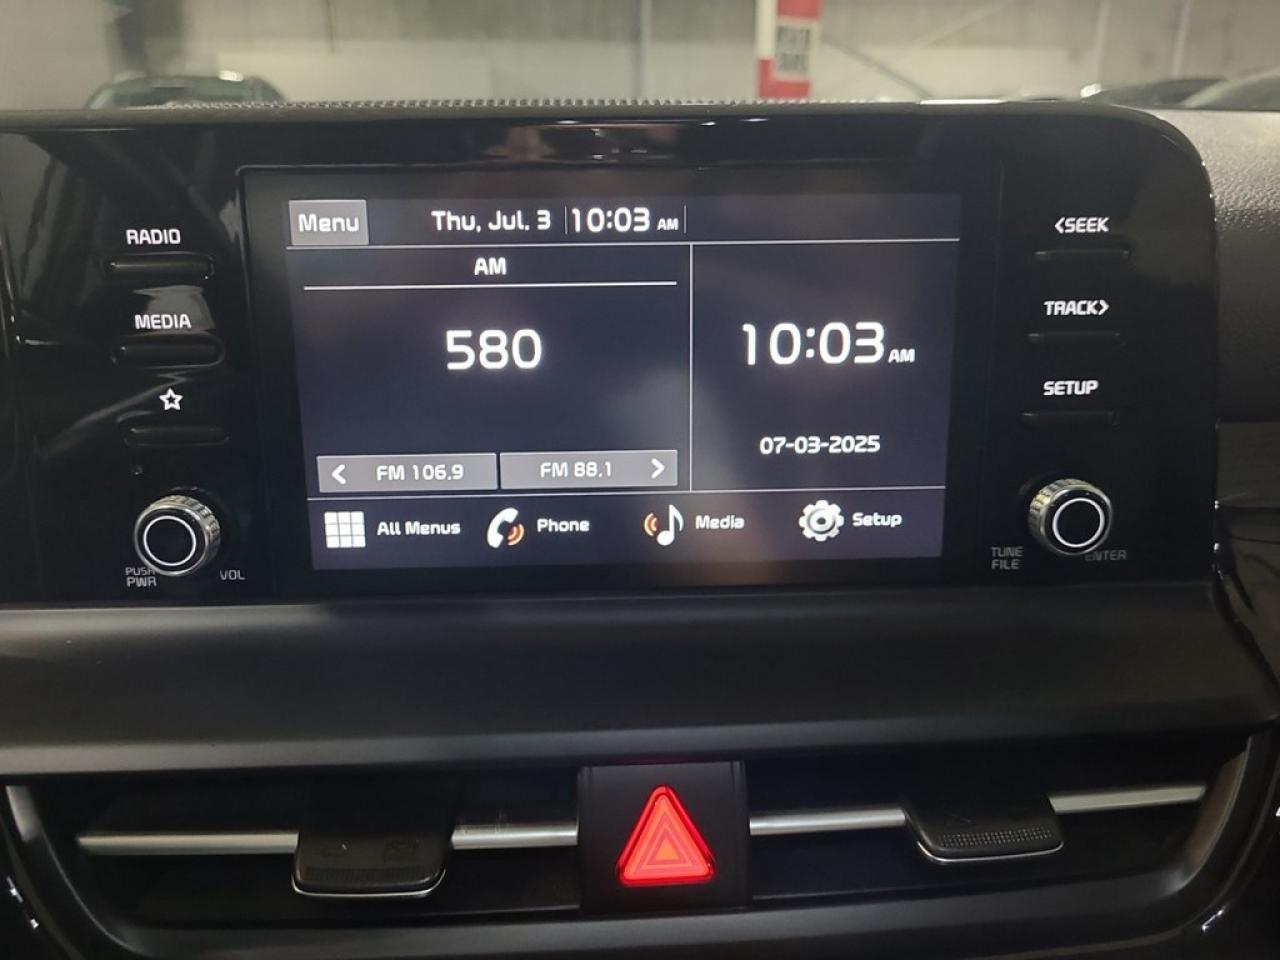 RADIO
MEDIA
PUSH
PWR
VOL
Menu
Thu, Jul. 3
10:03 AM
AM
580
FM 106.9
FM 88.1
10:03 AM
07-03-2025
All Menus
Phone
Media
Setup
<SEEK
TRACK>
SETUP
TUNE
FILE
ENTER